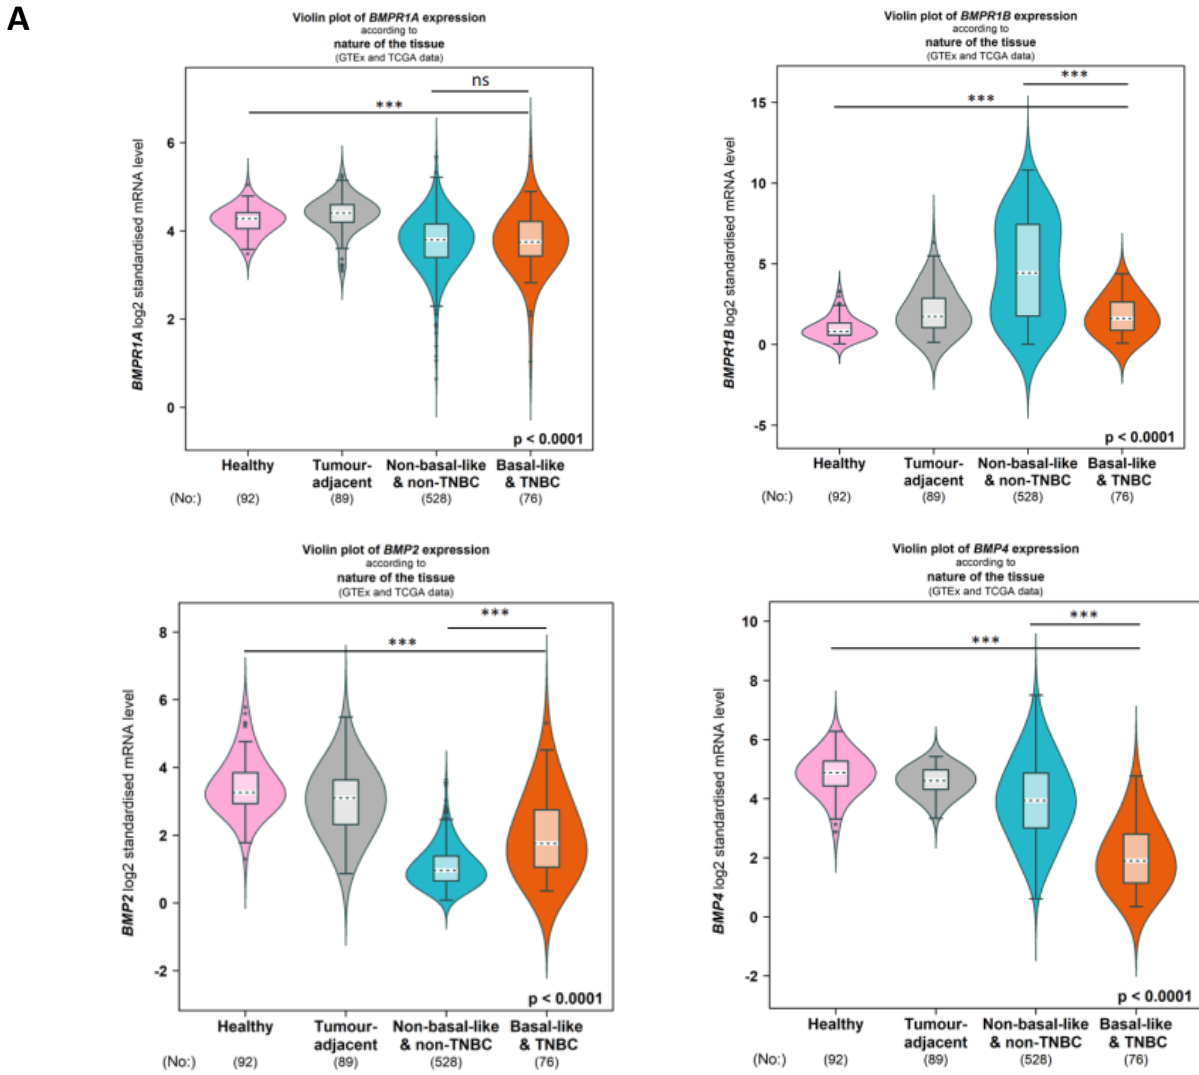 A
Violin plot of BMPR1A expression
according to
nature of the tissue
(GTEx and TCGA data)
ns
***
6
4
2
0
BMPR1A log2 standardised mRNA level
p < 0.0001
Healthy Tumour-adjacent Non-basal-like & non-TNBC Basal-like & TNBC
(No:) (92) (89) (528) (76)
Violin plot of BMPR1B expression
according to
nature of the tissue
(GTEx and TCGA data)
***
***
15
10
5
0
-5
BMPR1B log2 standardised mRNA level
p < 0.0001
Healthy Tumour-adjacent Non-basal-like & non-TNBC Basal-like & TNBC
(No:) (92) (89) (528) (76)
Violin plot of BMP2 expression
according to
nature of the tissue
(GTEx and TCGA data)
***
***
8
6
4
2
0
-2
BMP2 log2 standardised mRNA level
p < 0.0001
Healthy Tumour-adjacent Non-basal-like & non-TNBC Basal-like & TNBC
(No:) (92) (89) (528) (76)
Violin plot of BMP4 expression
according to
nature of the tissue
(GTEx and TCGA data)
***
***
10
8
6
4
2
0
-2
BMP4 log2 standardised mRNA level
p < 0.0001
Healthy Tumour-adjacent Non-basal-like & non-TNBC Basal-like & TNBC
(No:) (92) (89) (528) (76)